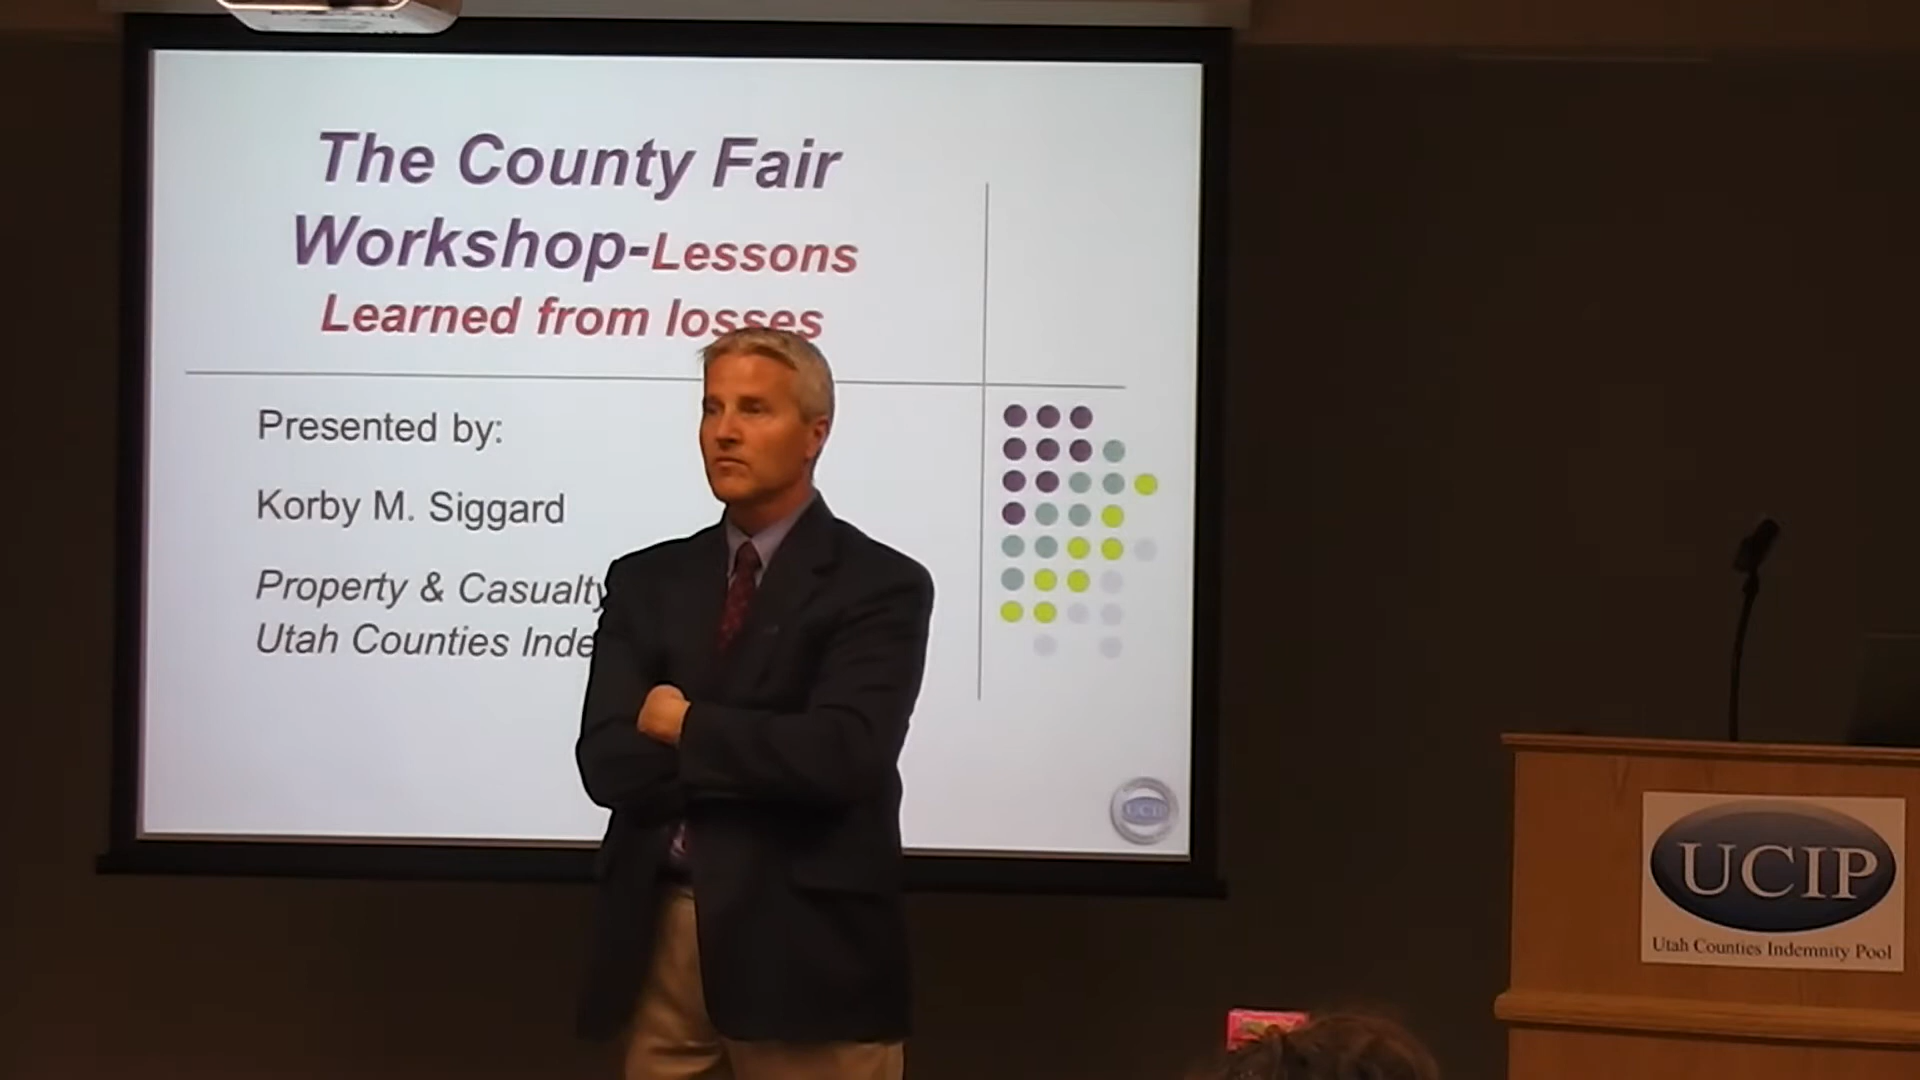 The County Fair
Workshop-Lessons
Learned from losses
Presented by:
Korby M. Siggard
Property & Casualty
Utah Counties Inde
UCIP
UCIP
Utah Counties Indemnity Pool